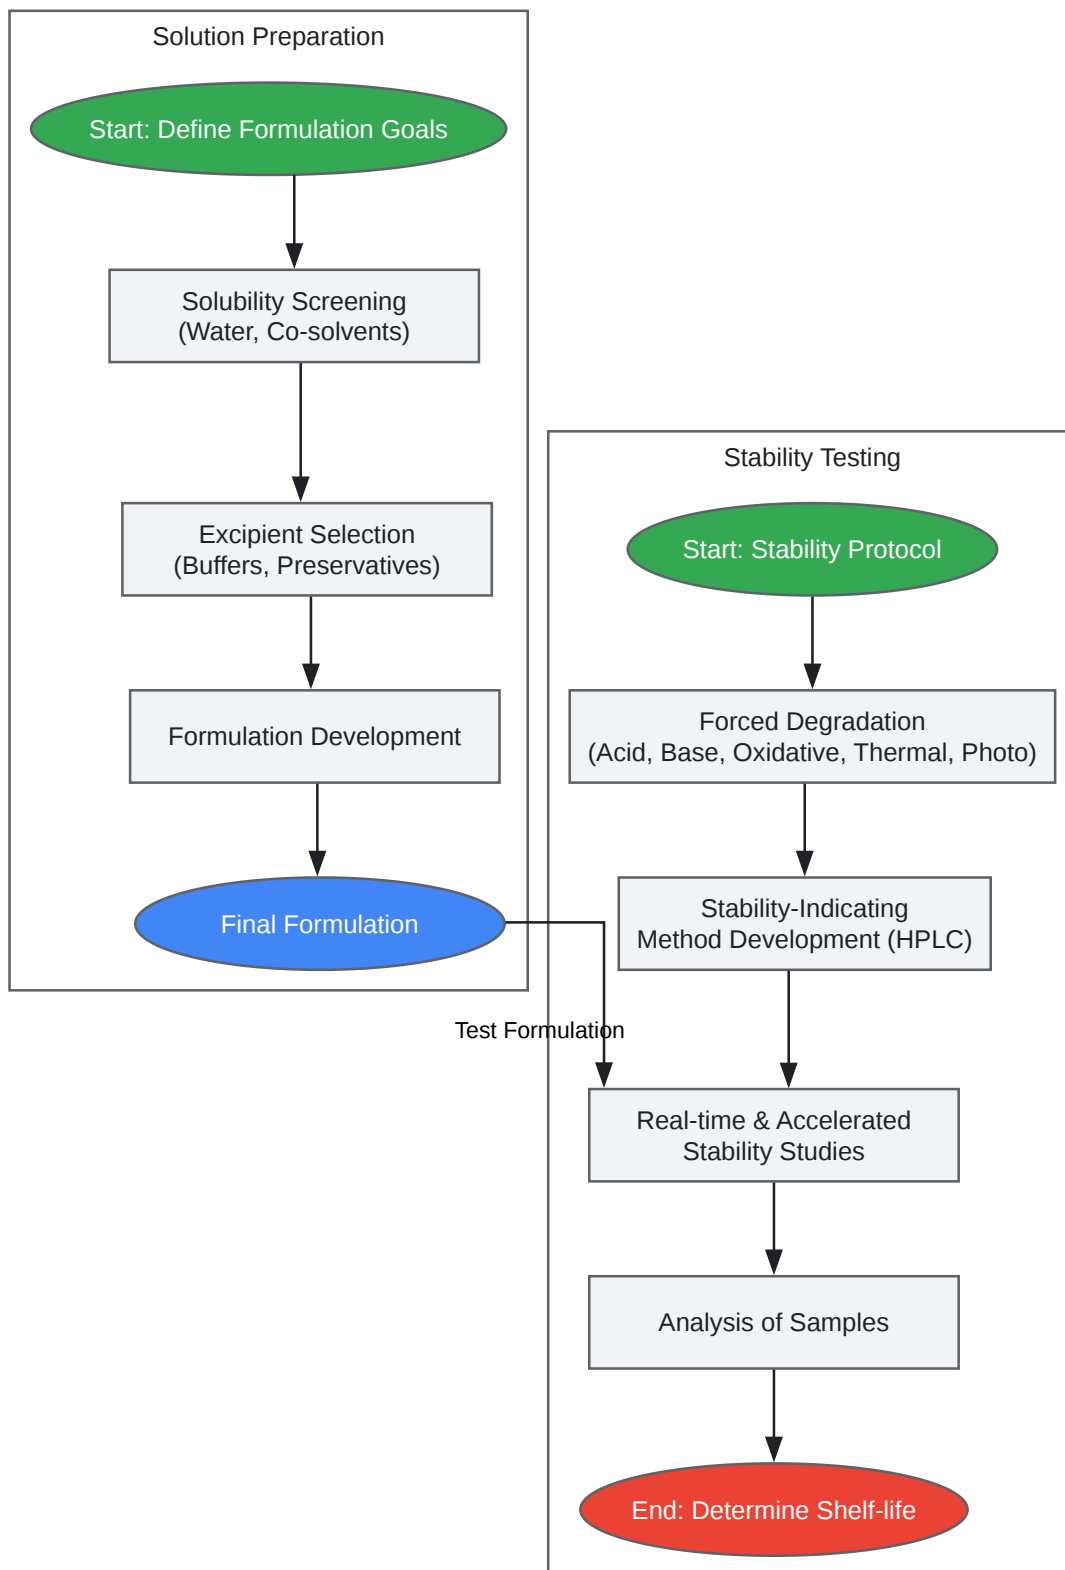 Solution Preparation
Start: Define Formulation Goals
Solubility Screening
(Water, Co-solvents)
Excipient Selection
(Buffers, Preservatives)
Formulation Development
Final Formulation
Test Formulation
Stability Testing
Start: Stability Protocol
Forced Degradation
(Acid, Base, Oxidative, Thermal, Photo)
Stability-Indicating
Method Development (HPLC)
Real-time & Accelerated
Stability Studies
Analysis of Samples
End: Determine Shelf-life